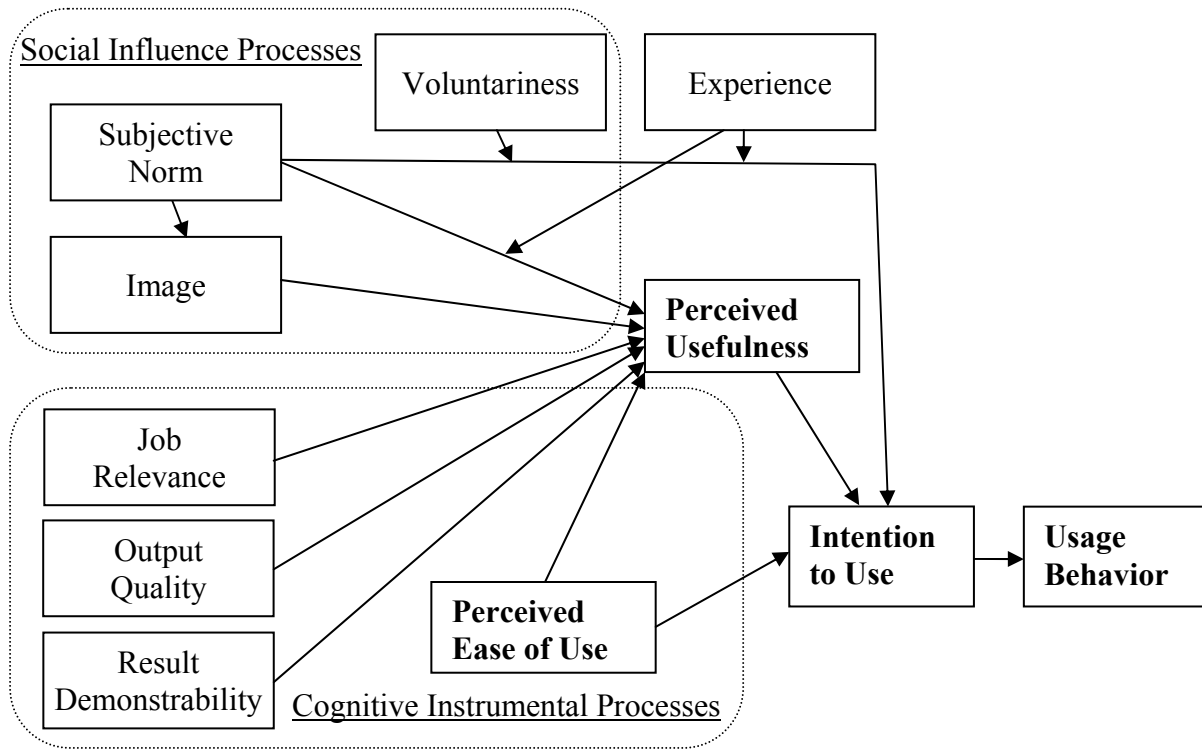 Social Influence Processes
Voluntariness
Experience
Subjective
Norm
Image
Perceived
Usefulness
Job
Relevance
Output
Quality
Result
Demonstrability
Perceived
Ease of Use
Intention
to Use
Usage
Behavior
Cognitive Instrumental Processes